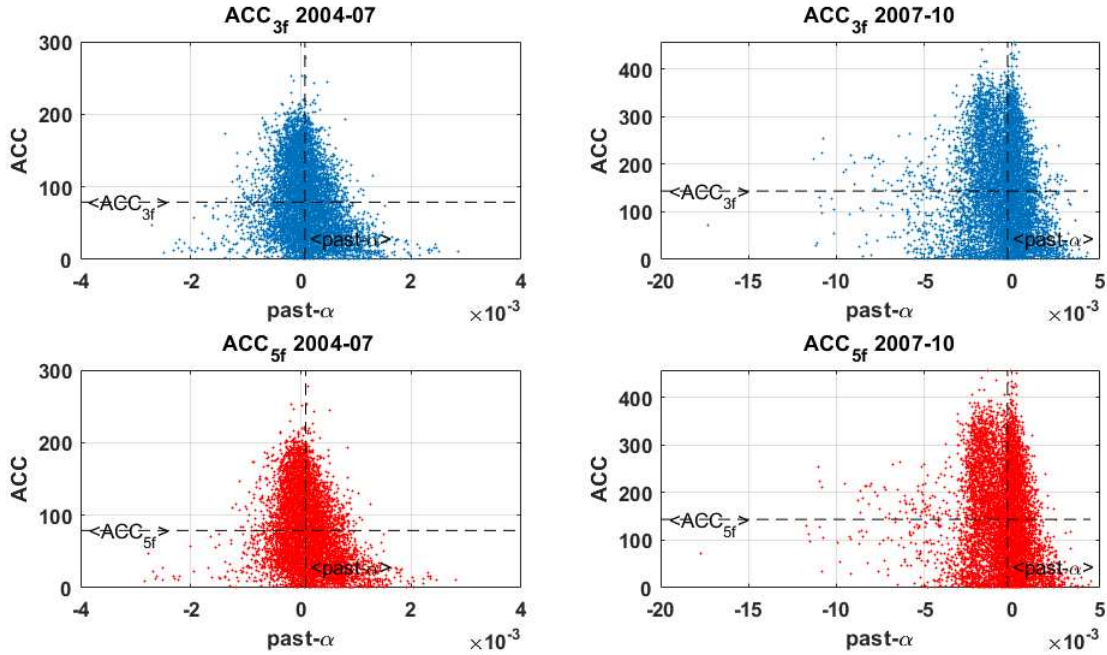 ACC3f 2004-07
300
200
100
0
ACC
<ACC3f>
<past-α>
-4
-2
0
2
4
past-α
×10-3
ACC3f 2007-10
400
300
200
100
0
ACC
<ACC3f>
<past-α>
-20
-15
-10
-5
0
5
past-α
×10-3
ACC5f 2004-07
300
200
100
0
ACC
<ACC5f>
<past-α>
-4
-2
0
2
4
past-α
×10-3
ACC5f 2007-10
400
300
200
100
0
ACC
<ACC5f>
<past-α>
-20
-15
-10
-5
0
5
past-α
×10-3